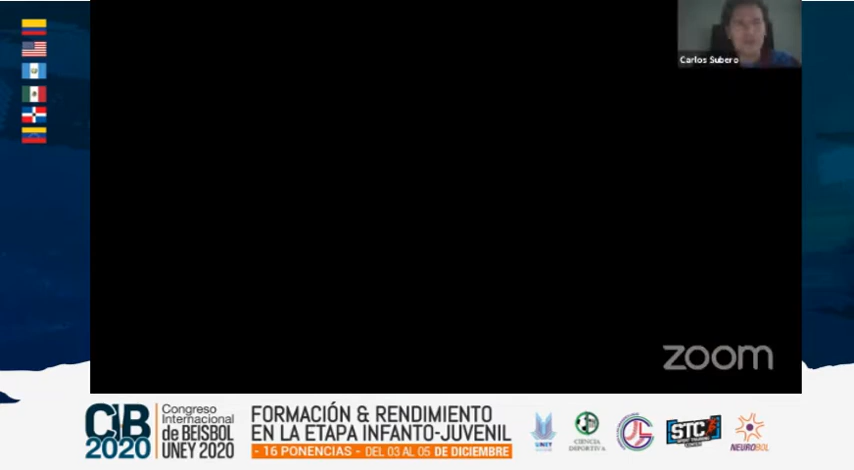 Carlos Subero
zoom
CIB
2020
Congreso
Internacional
de BEISBOL
UNEY 2020
FORMACIÓN & RENDIMIENTO
EN LA ETAPA INFANTO-JUVENIL
- 16 PONENCIAS - DEL 03 AL 05 DE DICIEMBRE
UNEY
CIENCIA
DEPORTIVA
STC
NEUROBOL